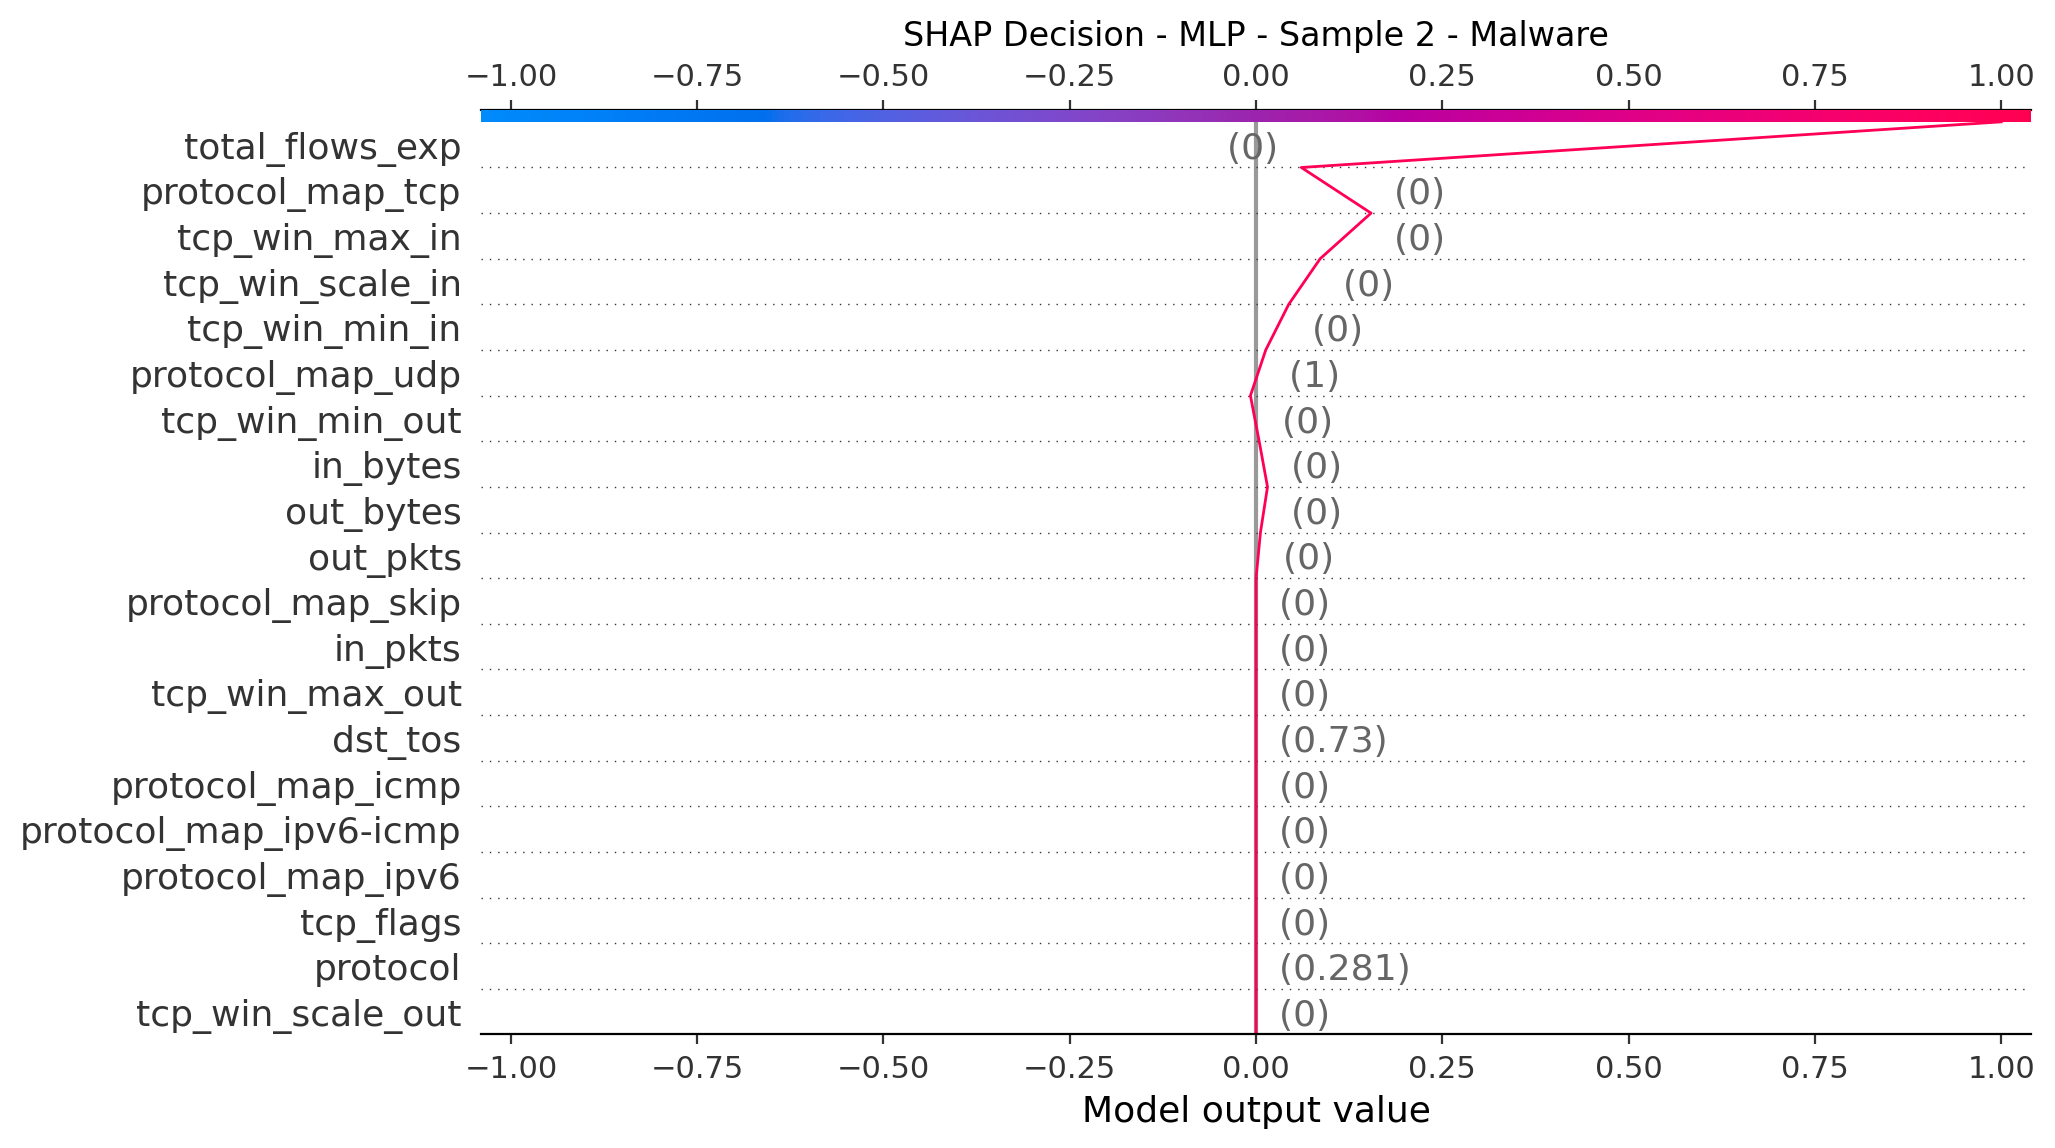 SHAP Decision - MLP - Sample 2 - Malware
−1.00 −0.75 −0.50 −0.25 0.00 0.25 0.50 0.75 1.00
total_flows_exp (0)
protocol_map_tcp (0)
tcp_win_max_in (0)
tcp_win_scale_in (0)
tcp_win_min_in (0)
protocol_map_udp (1)
tcp_win_min_out (0)
in_bytes (0)
out_bytes (0)
out_pkts (0)
protocol_map_skip (0)
in_pkts (0)
tcp_win_max_out (0)
dst_tos (0.73)
protocol_map_icmp (0)
protocol_map_ipv6-icmp (0)
protocol_map_ipv6 (0)
tcp_flags (0)
protocol (0.281)
tcp_win_scale_out (0)
−1.00 −0.75 −0.50 −0.25 0.00 0.25 0.50 0.75 1.00
Model output value